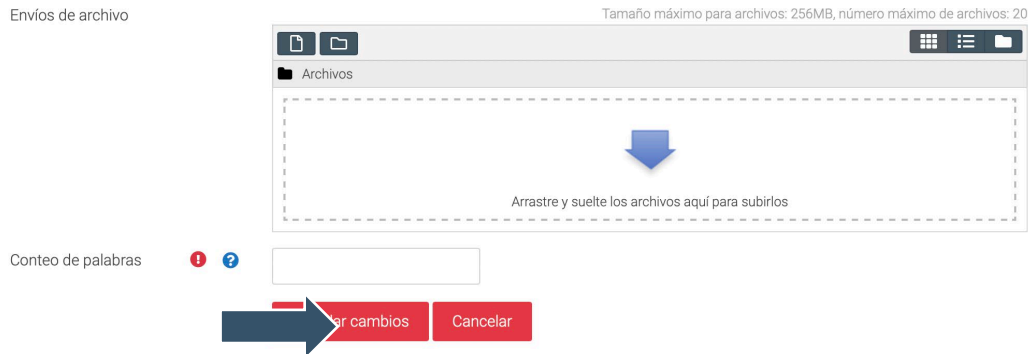 Envíos de archivo
Tamaño máximo para archivos: 256MB, número máximo de archivos: 20
Archivos
Arrastre y suelte los archivos aquí para subirlos
Conteo de palabras
cambios Cancelar